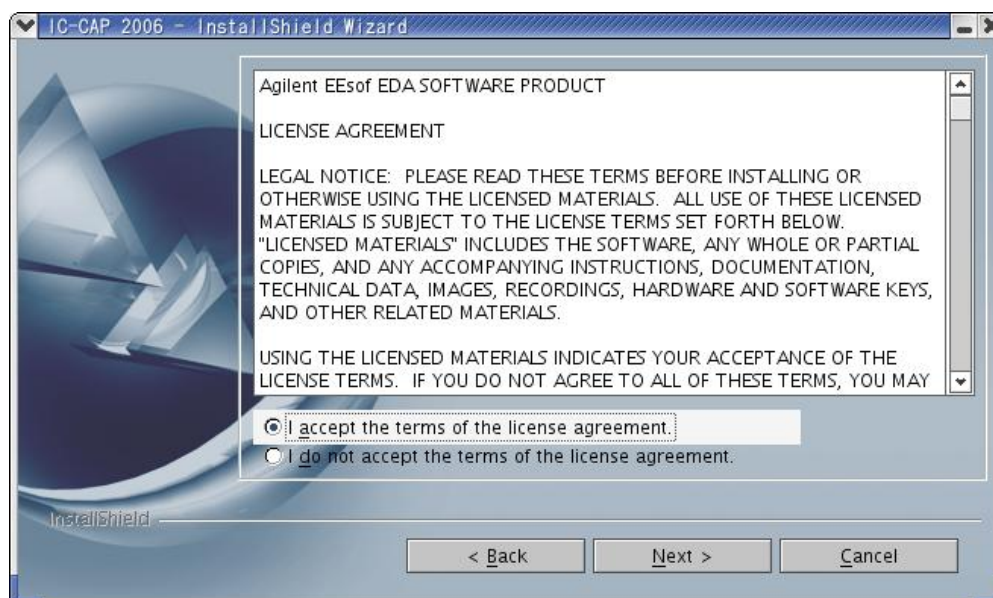 IC-CAP 2006 - InstallShield Wizard
Agilent EEsof EDA SOFTWARE PRODUCT
LICENSE AGREEMENT
LEGAL NOTICE: PLEASE READ THESE TERMS BEFORE INSTALLING OR
OTHERWISE USING THE LICENSED MATERIALS. ALL USE OF THESE LICENSED
MATERIALS IS SUBJECT TO THE LICENSE TERMS SET FORTH BELOW.
"LICENSED MATERIALS" INCLUDES THE SOFTWARE, ANY WHOLE OR PARTIAL
COPIES, AND ANY ACCOMPANYING INSTRUCTIONS, DOCUMENTATION,
TECHNICAL DATA, IMAGES, RECORDINGS, HARDWARE AND SOFTWARE KEYS,
AND OTHER RELATED MATERIALS.
USING THE LICENSED MATERIALS INDICATES YOUR ACCEPTANCE OF THE
LICENSE TERMS. IF YOU DO NOT AGREE TO ALL OF THESE TERMS, YOU MAY
I accept the terms of the license agreement.
I do not accept the terms of the license agreement.
InstallShield
< Back
Next >
Cancel